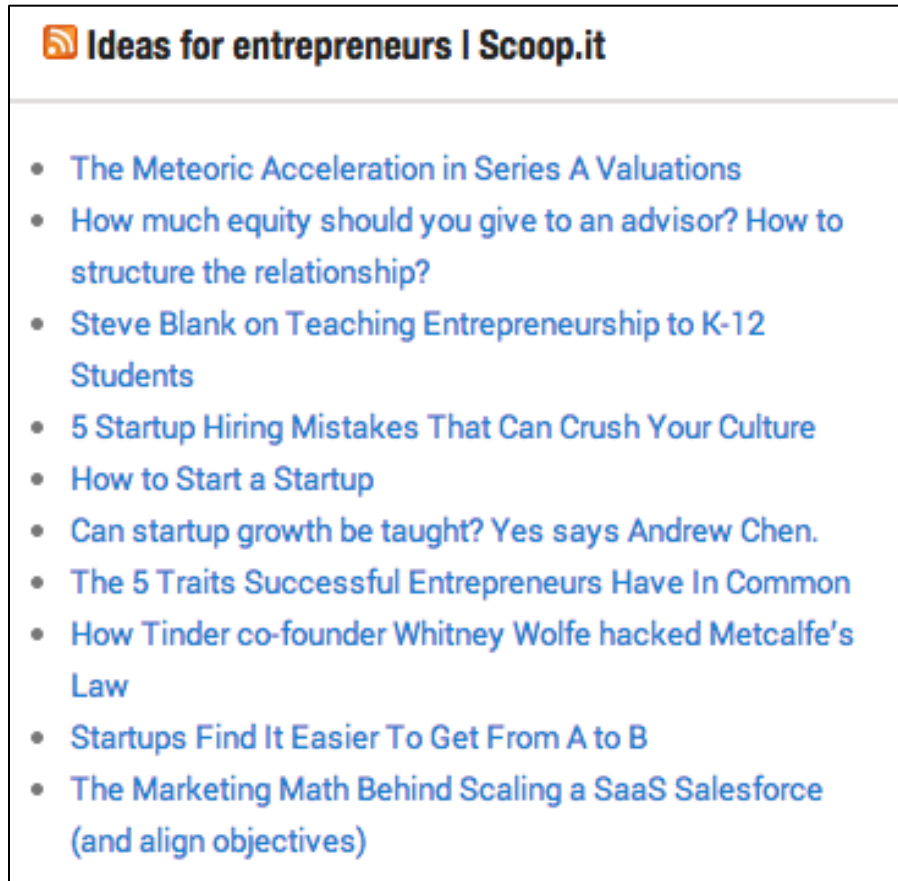 Ideas for entrepreneurs | Scoop.it
• The Meteoric Acceleration in Series A Valuations
• How much equity should you give to an advisor? How to
structure the relationship?
• Steve Blank on Teaching Entrepreneurship to K-12
Students
• 5 Startup Hiring Mistakes That Can Crush Your Culture
• How to Start a Startup
• Can startup growth be taught? Yes says Andrew Chen.
• The 5 Traits Successful Entrepreneurs Have In Common
• How Tinder co-founder Whitney Wolfe hacked Metcalfe's
Law
• Startups Find It Easier To Get From A to B
• The Marketing Math Behind Scaling a SaaS Salesforce
(and align objectives)